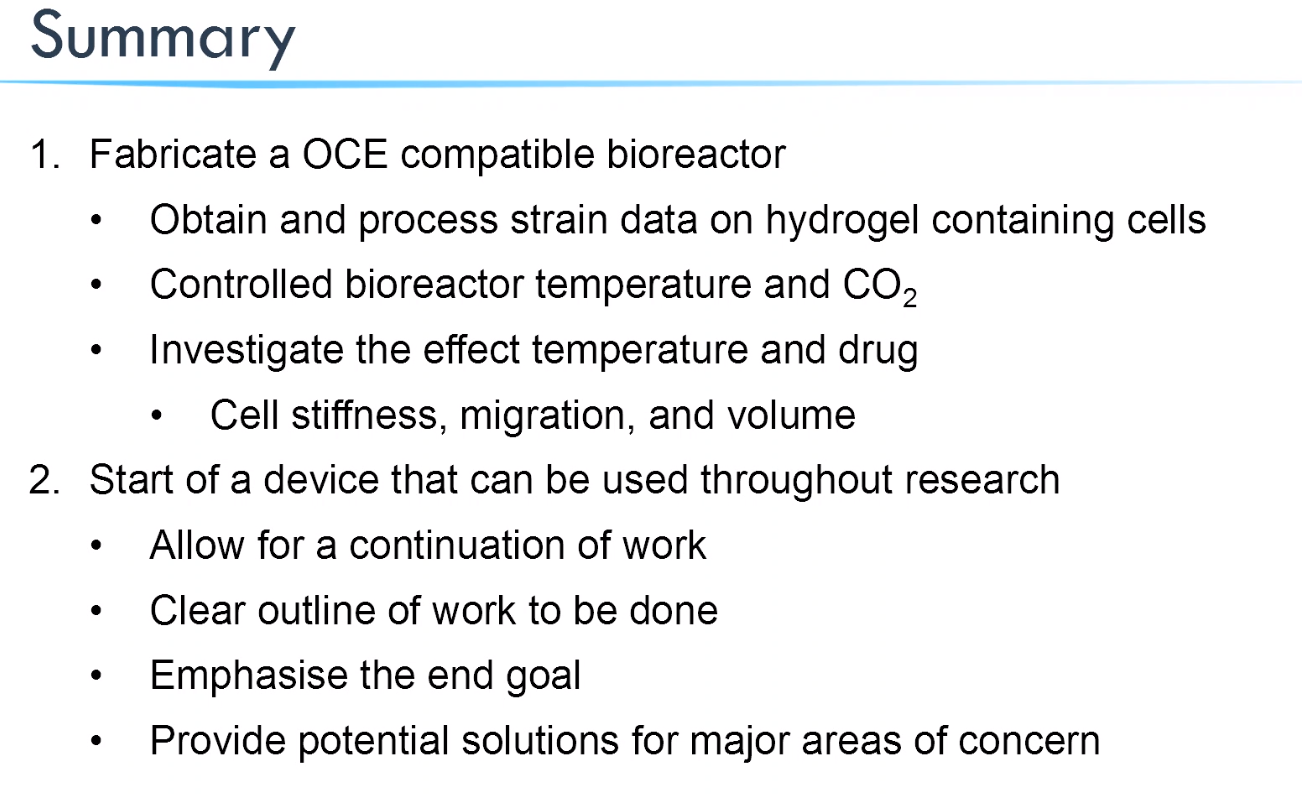 Summary
1. Fabricate a OCE compatible bioreactor
• Obtain and process strain data on hydrogel containing cells
• Controlled bioreactor temperature and CO₂
• Investigate the effect temperature and drug
• Cell stiffness, migration, and volume
2. Start of a device that can be used throughout research
• Allow for a continuation of work
• Clear outline of work to be done
• Emphasise the end goal
• Provide potential solutions for major areas of concern